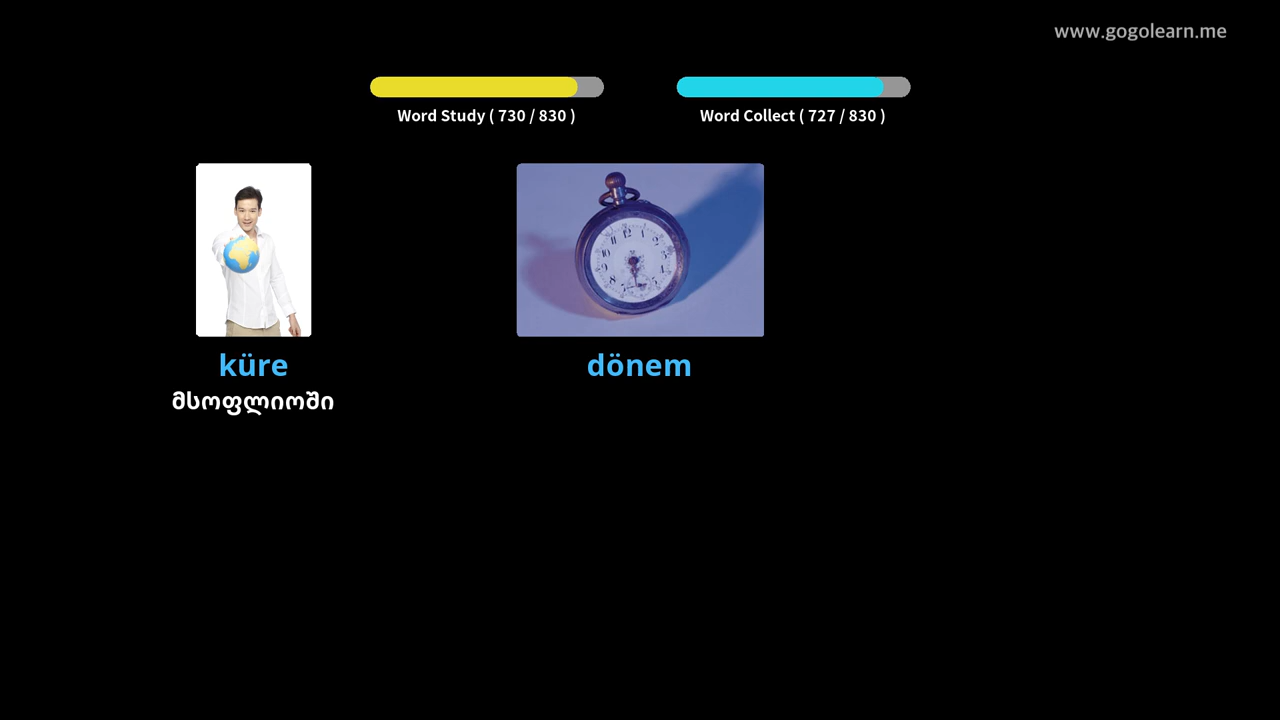 www.gogolearn.me
Word Study ( 730 / 830 )
Word Collect ( 727 / 830 )
küre
dönem
მსოფლიოში